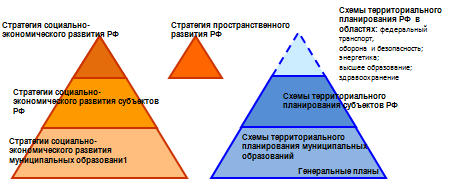 Стратегия социально-
экономического развития РФ
Стратегия социально-
экономического развития субъектов
РФ
Стратегии социально-
экономического развития
муниципальных образовани1
Стратегия пространственного
развития РФ
Схемы территориального
планирования РФ в
областях: федеральный
транспорт,
оборона и безопасность;
энергетика;
высшее образование;
здравоохранение
Схемы территориального
планирования субъектов РФ
Схемы территориального
планирования муниципальных
образований
Генеральные планы